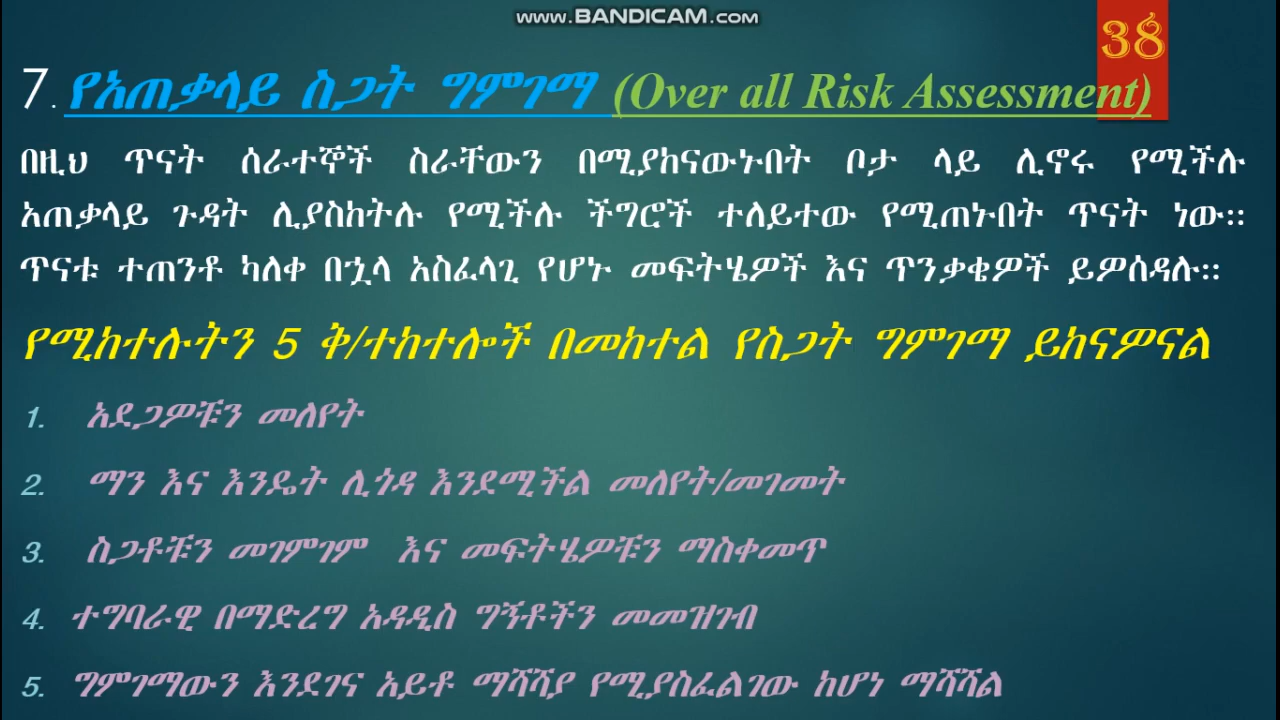 www.BANDICAM.com
38
7. የአጠቃላይ ስጋት ግምገማ (Over all Risk Assessment)
በዚህ ጥናት ሰራተኞች ስራቸውን በሚያከናውኑበት ቦታ ላይ ሊኖሩ የሚችሉ
አጠቃላይ ጉዳት ሊያስከትሉ የሚችሉ ችግሮች ተለይተው የሚጠኑበት ጥናት ነው፡፡
ጥናቱ ተጠንቶ ካለቀ በኋላ አስፈላጊ የሆኑ መፍትሄዎች እና ጥንቃቄዎች ይዎሰዳሉ፡፡
የሚከተሉትን 5 ቅ/ተከተሎች በመከተል የስጋት ግምገማ ይከናዎናል
1. አደጋዎቹን መለየት
2. ማን እና እንዴት ሊጎዳ እንደሚችል መለየት/መገመት
3. ስጋቶቹን መገምገም እና መፍትሄዎቹን ማስቀመጥ
4. ተግባራዊ በማድረግ አዳዲስ ግኝቶችን መመዝገብ
5. ግምገማውን እንደገና አይቶ ማሻሻያ የሚያስፈልገው ከሆነ ማሻሻል